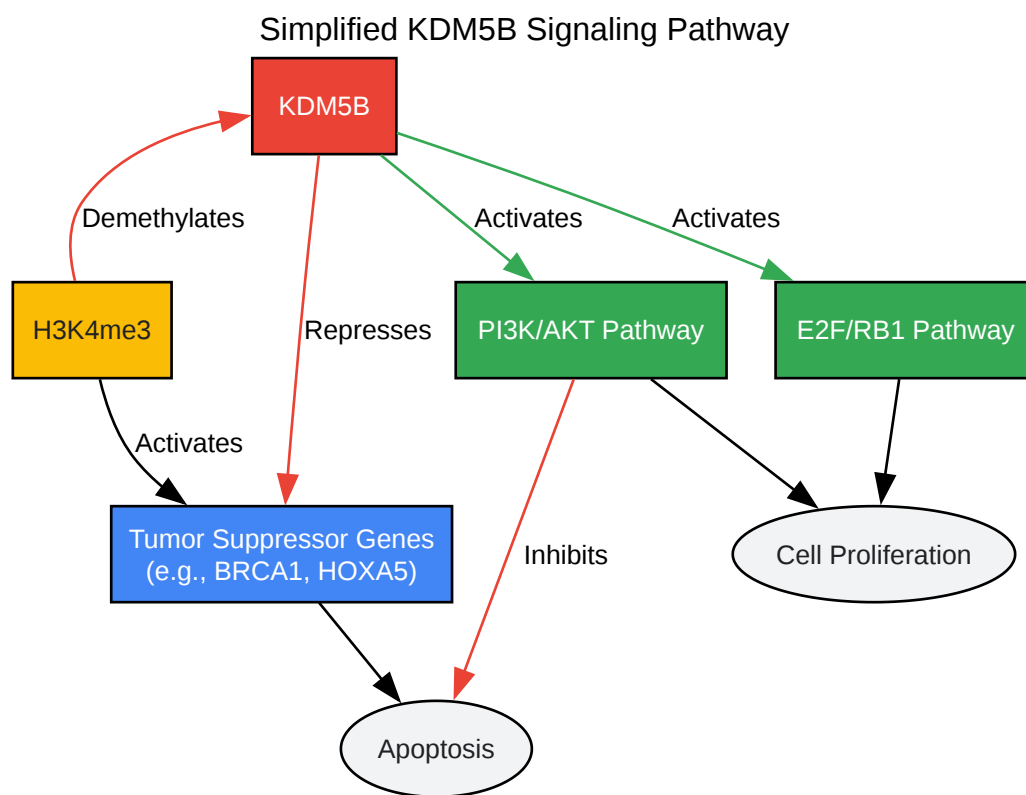 Simplified KDM5B Signaling Pathway
KDM5B
Demethylates
Activates
Activates
H3K4me3
Represses
PI3K/AKT Pathway
E2F/RB1 Pathway
Activates
Tumor Suppressor Genes
(e.g., BRCA1, HOXA5)
Inhibits
Cell Proliferation
Apoptosis